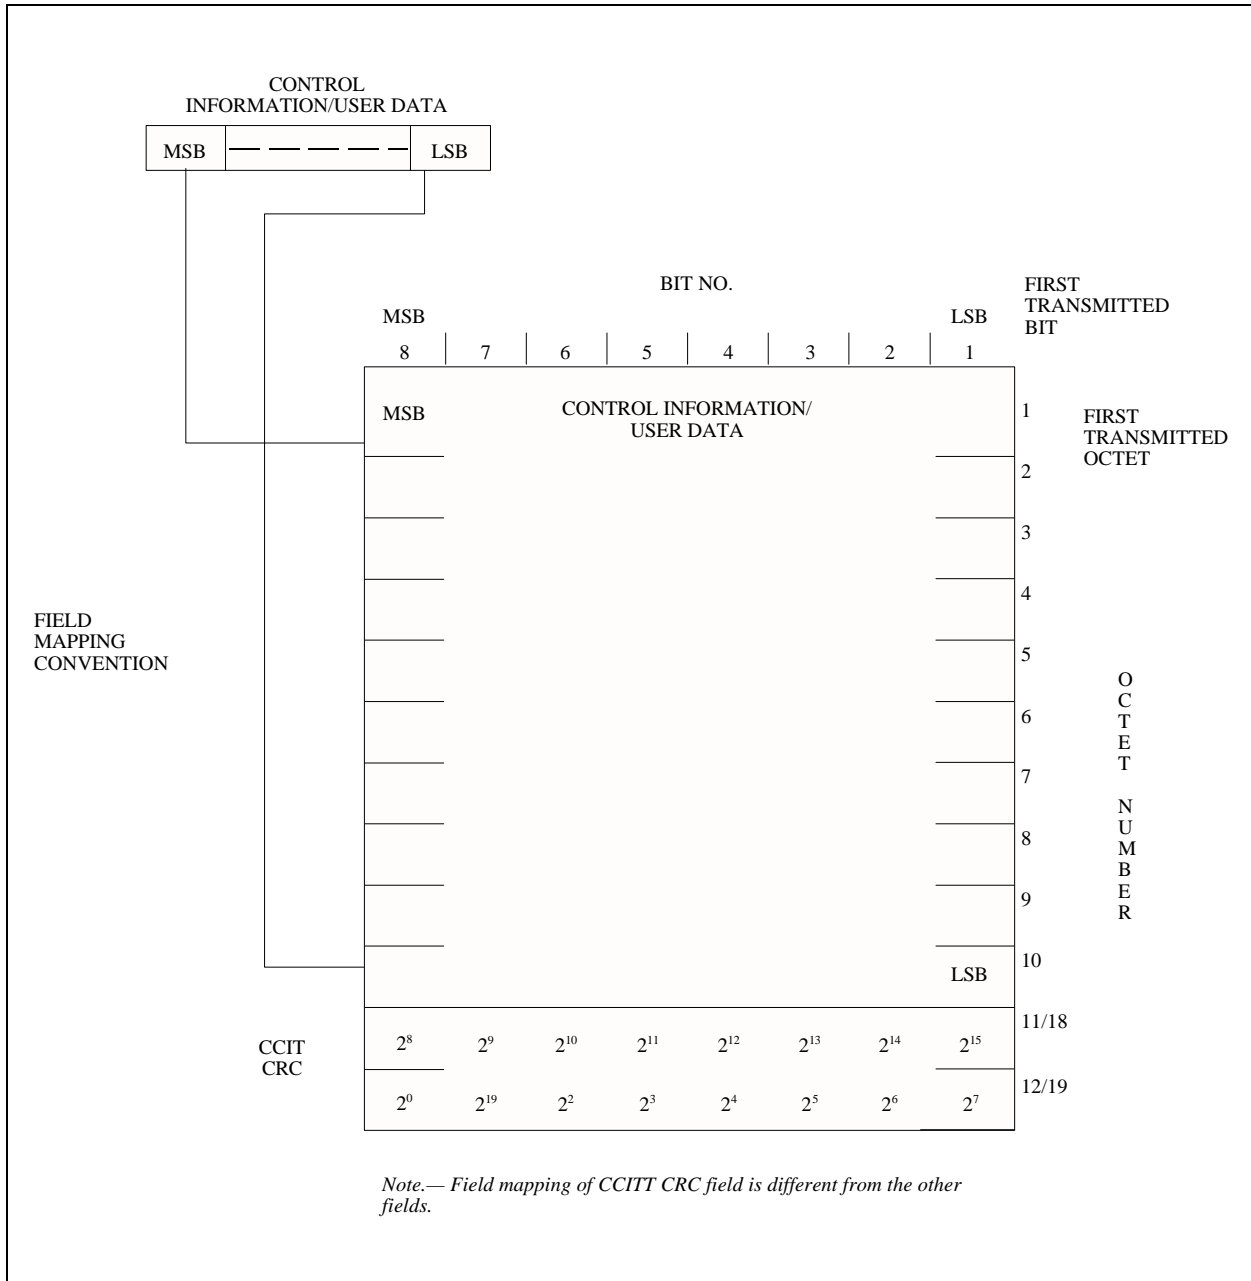 CONTROL
INFORMATION/USER DATA
MSB
LSB
BIT NO.
FIRST
TRANSMITTED
BIT
MSB
LSB
8 7 6 5 4 3 2 1
MSB
CONTROL INFORMATION/
USER DATA
1
FIRST
TRANSMITTED
OCTET
2
3
4
5
6
7
8
9
10
LSB
FIELD
MAPPING
CONVENTION
OCTET NUMBER
CCIT
CRC
2⁸ 2⁹ 2¹⁰ 2¹¹ 2¹² 2¹³ 2¹⁴ 2¹⁵
11/18
2⁰ 2¹⁹ 2² 2³ 2⁴ 2⁵ 2⁶ 2⁷
12/19
Note.— Field mapping of CCITT CRC field is different from the other
fields.